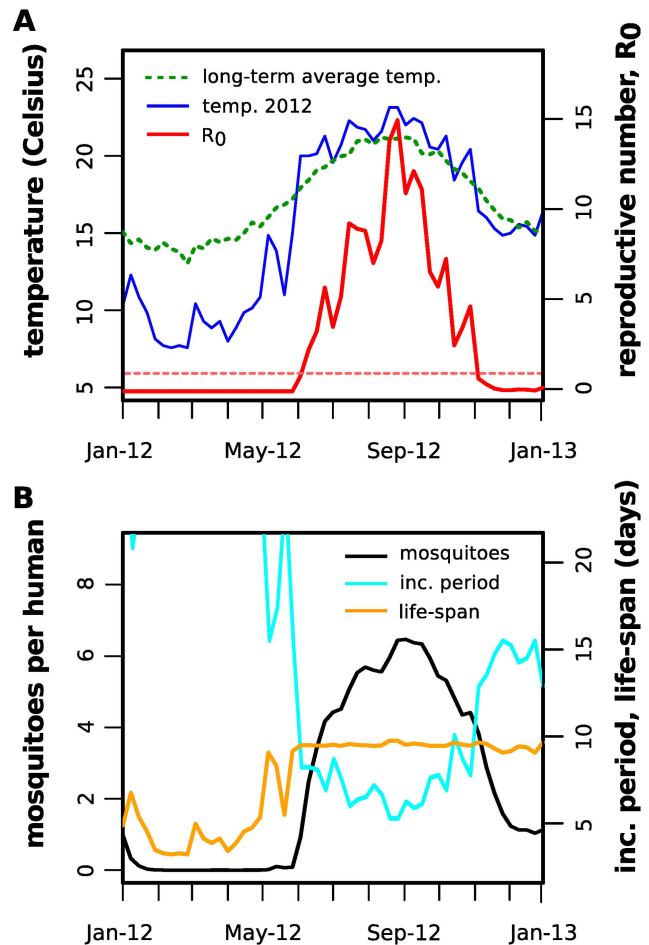 A
temperature (Celsius)
25
20
15
10
5
long-term average temp.
temp. 2012
R0
15
10
5
0
reproductive number, R0
Jan-12
May-12
Sep-12
Jan-13
B
mosquitoes per human
8
6
4
2
0
mosquitoes
inc. period
life-span
20
15
10
5
inc. period, life-span (days)
Jan-12
May-12
Sep-12
Jan-13